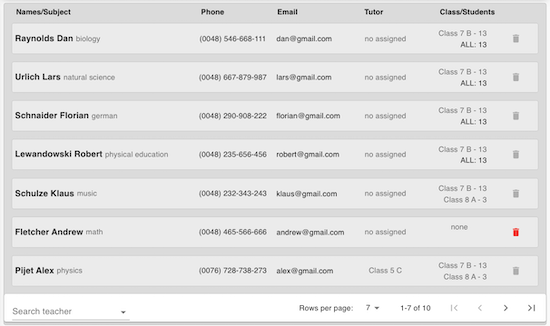 Names/Subject Phone Email Tutor Class/Students
Raynolds Dan biology (0048) 546-668-111 dan@gmail.com no assigned Class 7 B - 13
ALL: 13
Urlich Lars natural science (0048) 667-879-987 lars@gmail.com no assigned Class 7 B - 13
ALL: 13
Schnaider Florian german (0048) 290-908-222 florian@gmail.com no assigned Class 7 B - 13
ALL: 13
Lewandowski Robert physical education (0048) 235-656-456 robert@gmail.com no assigned Class 7 B - 13
ALL: 13
Schulze Klaus music (0048) 232-343-243 klaus@gmail.com no assigned Class 7 B - 13
Class 8 A - 3
Fletcher Andrew math (0048) 465-566-666 andrew@gmail.com no assigned none
Pijet Alex physics (0076) 728-738-273 alex@gmail.com Class 5 C Class 7 B - 13
Class 8 A - 3
Search teacher Rows per page: 7 1-7 of 10